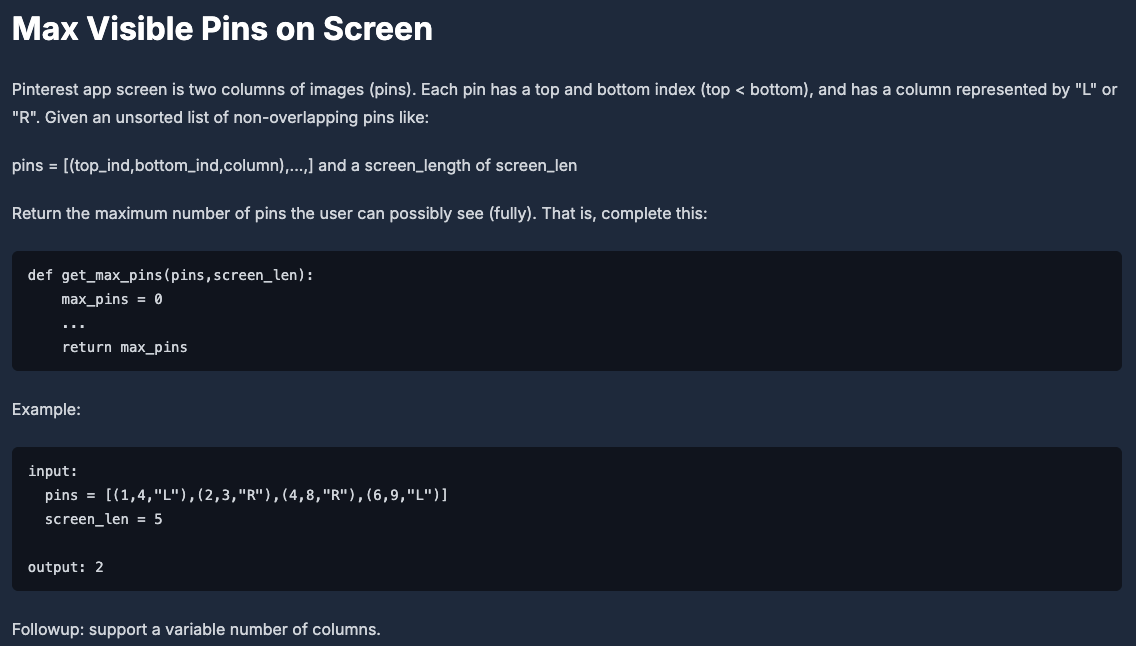 Max Visible Pins on Screen
Pinterest app screen is two columns of images (pins). Each pin has a top and bottom index (top < bottom), and has a column represented by "L" or
"R". Given an unsorted list of non-overlapping pins like:
pins = [(top_ind,bottom_ind,column),...,] and a screen_length of screen_len
Return the maximum number of pins the user can possibly see (fully). That is, complete this:
def get_max_pins(pins,screen_len):
    max_pins = 0
    ...
    return max_pins
Example:
input:
  pins = [(1,4,"L"),(2,3,"R"),(4,8,"R"),(6,9,"L")]
  screen_len = 5
output: 2
Followup: support a variable number of columns.